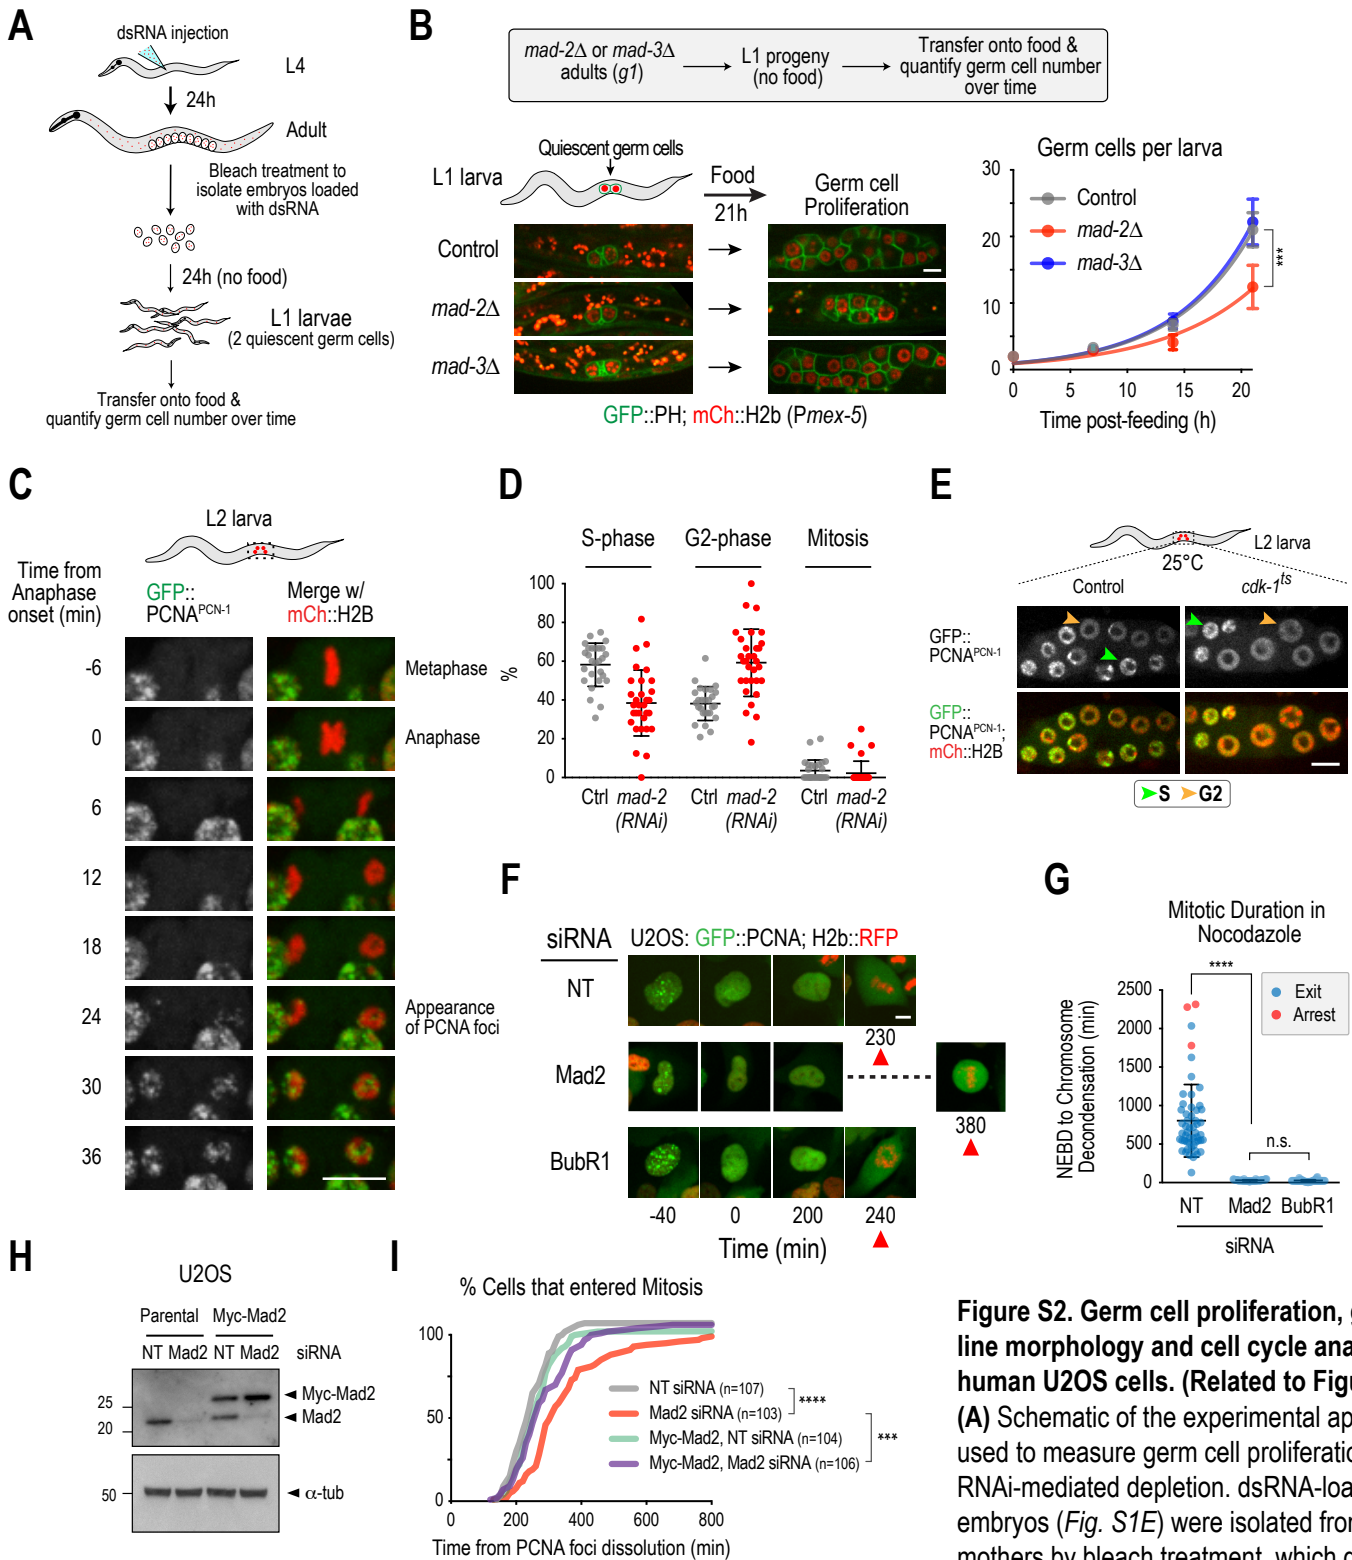 A
dsRNA injection
L4
24h
Adult
Bleach treatment to
isolate embryos loaded
with dsRNA
24h (no food)
L1 larvae
(2 quiescent germ cells)
Transfer onto food &
quantify germ cell number over time
B
mad-2Δ or mad-3Δ
adults (g1)
L1 progeny
(no food)
Transfer onto food &
quantify germ cell number
over time
Quiescent germ cells
L1 larva
Food
21h
Germ cell
Proliferation
Control
mad-2Δ
mad-3Δ
GFP::PH; mCh::H2b (Pmex-5)
Germ cells per larva
30
20
10
0
Control
mad-2Δ
mad-3Δ
***
0 5 10 15 20
Time post-feeding (h)
C
L2 larva
Time from
Anaphase
onset (min)
GFP::
PCNA^PCN-1
Merge w/
mCh::H2B
-6
Metaphase
0
Anaphase
6
12
18
24
Appearance
of PCNA foci
30
36
D
S-phase G2-phase Mitosis
100
80
60
40
20
0
%
Ctrl mad-2 Ctrl mad-2 Ctrl mad-2
(RNAi) (RNAi) (RNAi)
E
L2 larva
25°C
Control cdk-1^ts
GFP::
PCNA^PCN-1
GFP::
PCNA^PCN-1;
mCh::H2B
S G2
F
siRNA
U2OS: GFP::PCNA; H2b::RFP
NT
230
Mad2
380
BubR1
-40 0 200 240
Time (min)
G
Mitotic Duration in
Nocodazole
****
Exit
Arrest
2500
2000
1500
1000
500
0
NEBD to Chromosome
Decondensation (min)
n.s.
NT Mad2 BubR1
siRNA
H
U2OS
Parental Myc-Mad2
NT Mad2 NT Mad2 siRNA
25
20
Myc-Mad2
Mad2
50
α-tub
I
% Cells that entered Mitosis
100
50
0
NT siRNA (n=107)
Mad2 siRNA (n=103)
Myc-Mad2, NT siRNA (n=104)
Myc-Mad2, Mad2 siRNA (n=106)
****
***
0 200 400 600 800
Time from PCNA foci dissolution (min)
Figure S2. Germ cell proliferation, g
line morphology and cell cycle ana
human U2OS cells. (Related to Figu
(A) Schematic of the experimental ap
used to measure germ cell proliferatio
RNAi-mediated depletion. dsRNA-loa
embryos (Fig. S1E) were isolated from
mothers by bleach treatment, which